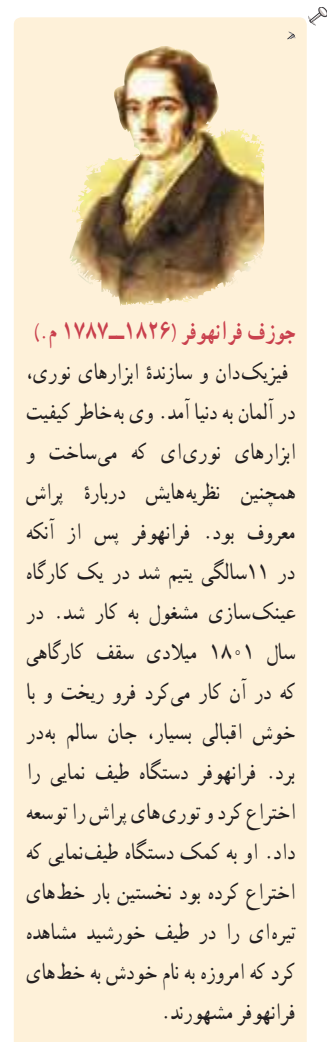 جوزف فرانهوفر (۱۸۲۶ــ۱۷۸۷ م.)
فیزیک‌دان و سازندهٔ ابزارهای نوری،
در آلمان به دنیا آمد. وی به‌خاطر کیفیت
ابزارهای نوری‌ای که می‌ساخت و
همچنین نظریه‌هایش دربارهٔ پراش
معروف بود. فرانهوفر پس از آنکه
در ۱۱سالگی یتیم شد در یک کارگاه
عینک‌سازی مشغول به کار شد. در
سال ۱۸۰۱ میلادی سقف کارگاهی
که در آن کار می‌کرد فرو ریخت و با
خوش اقبالی بسیار، جان سالم به‌در
برد. فرانهوفر دستگاه طیف نمایی را
اختراع کرد و توری‌های پراش را توسعه
داد. او به کمک دستگاه طیف‌نمایی که
اختراع کرده بود نخستین بار خط‌های
تیره‌ای را در طیف خورشید مشاهده
کرد که امروزه به نام خودش به خط‌های
فرانهوفر مشهورند.